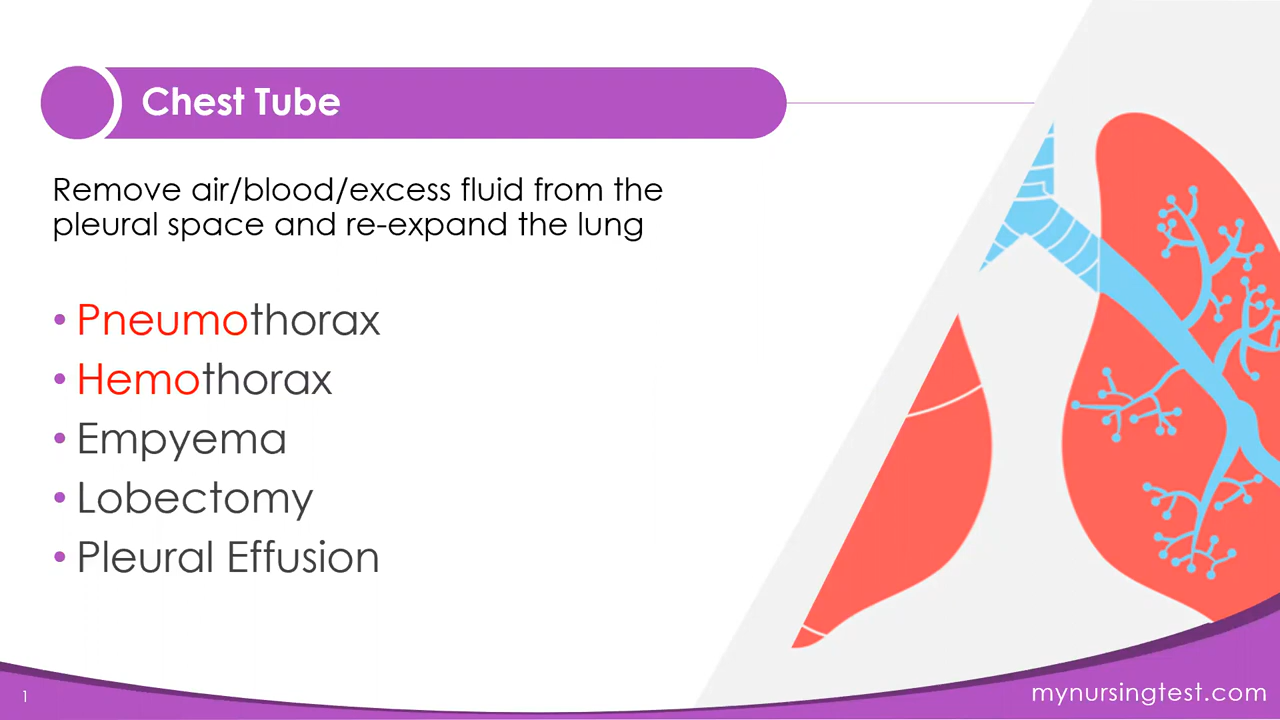 Chest Tube
Remove air/blood/excess fluid from the
pleural space and re-expand the lung
• Pneumothorax
• Hemothorax
• Empyema
• Lobectomy
• Pleural Effusion
1
mynursingtest.com